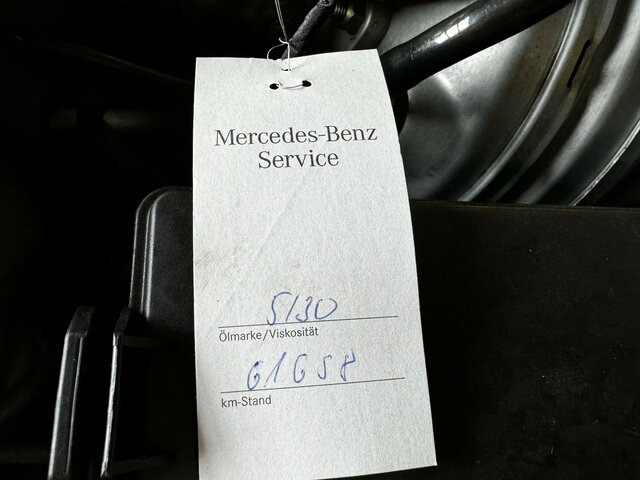 Mercedes-Benz
Service
5/30
Ölmarke/Viskosität
61658
km-Stand